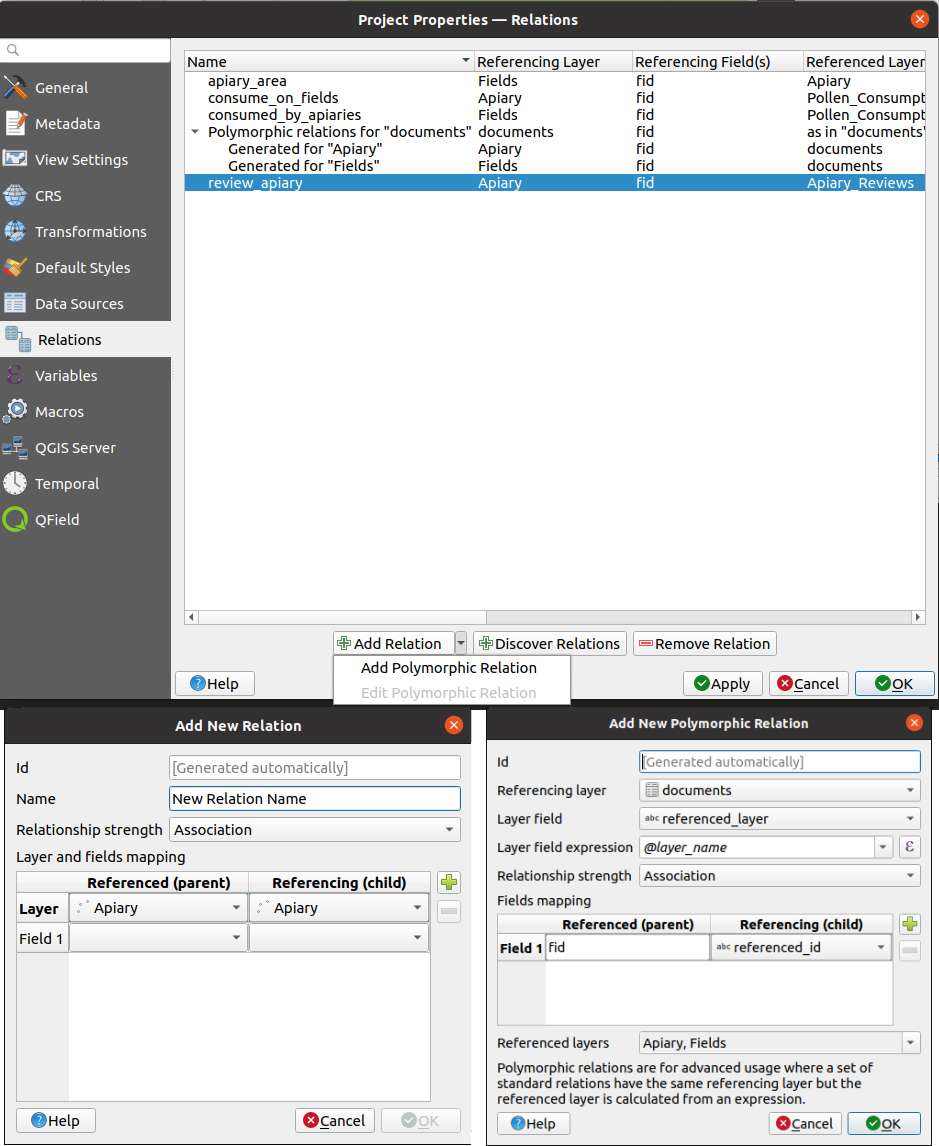 Project Properties — Relations
General
Metadata
View Settings
CRS
Transformations
Default Styles
Data Sources
Relations
Variables
Macros
QGIS Server
Temporal
QField
Name Referencing Layer Referencing Field(s) Referenced Layer
apiary_area Fields fid Apiary
consume_on_fields Apiary fid Pollen_Consumpt
consumed_by_apiaries Fields fid Pollen_Consumpt
Polymorphic relations for "documents" documents fid as in "documents"
Generated for "Apiary" Apiary fid documents
Generated for "Fields" Fields fid documents
review_apiary Apiary fid Apiary_Reviews
Add Relation Discover Relations Remove Relation
Add Polymorphic Relation
Edit Polymorphic Relation
Help Apply Cancel OK
Add New Relation
Id [Generated automatically]
Name New Relation Name
Relationship strength Association
Layer and fields mapping
Referenced (parent) Referencing (child)
Layer Apiary Apiary
Field 1
Help Cancel OK
Add New Polymorphic Relation
Id [Generated automatically]
Referencing layer documents
Layer field abc referenced_layer
Layer field expression @layer_name ε
Relationship strength Association
Fields mapping
Referenced (parent) Referencing (child)
Field 1 fid abc referenced_id
Referenced layers Apiary, Fields
Polymorphic relations are for advanced usage where a set of
standard relations have the same referencing layer but the
referenced layer is calculated from an expression.
Help Cancel OK